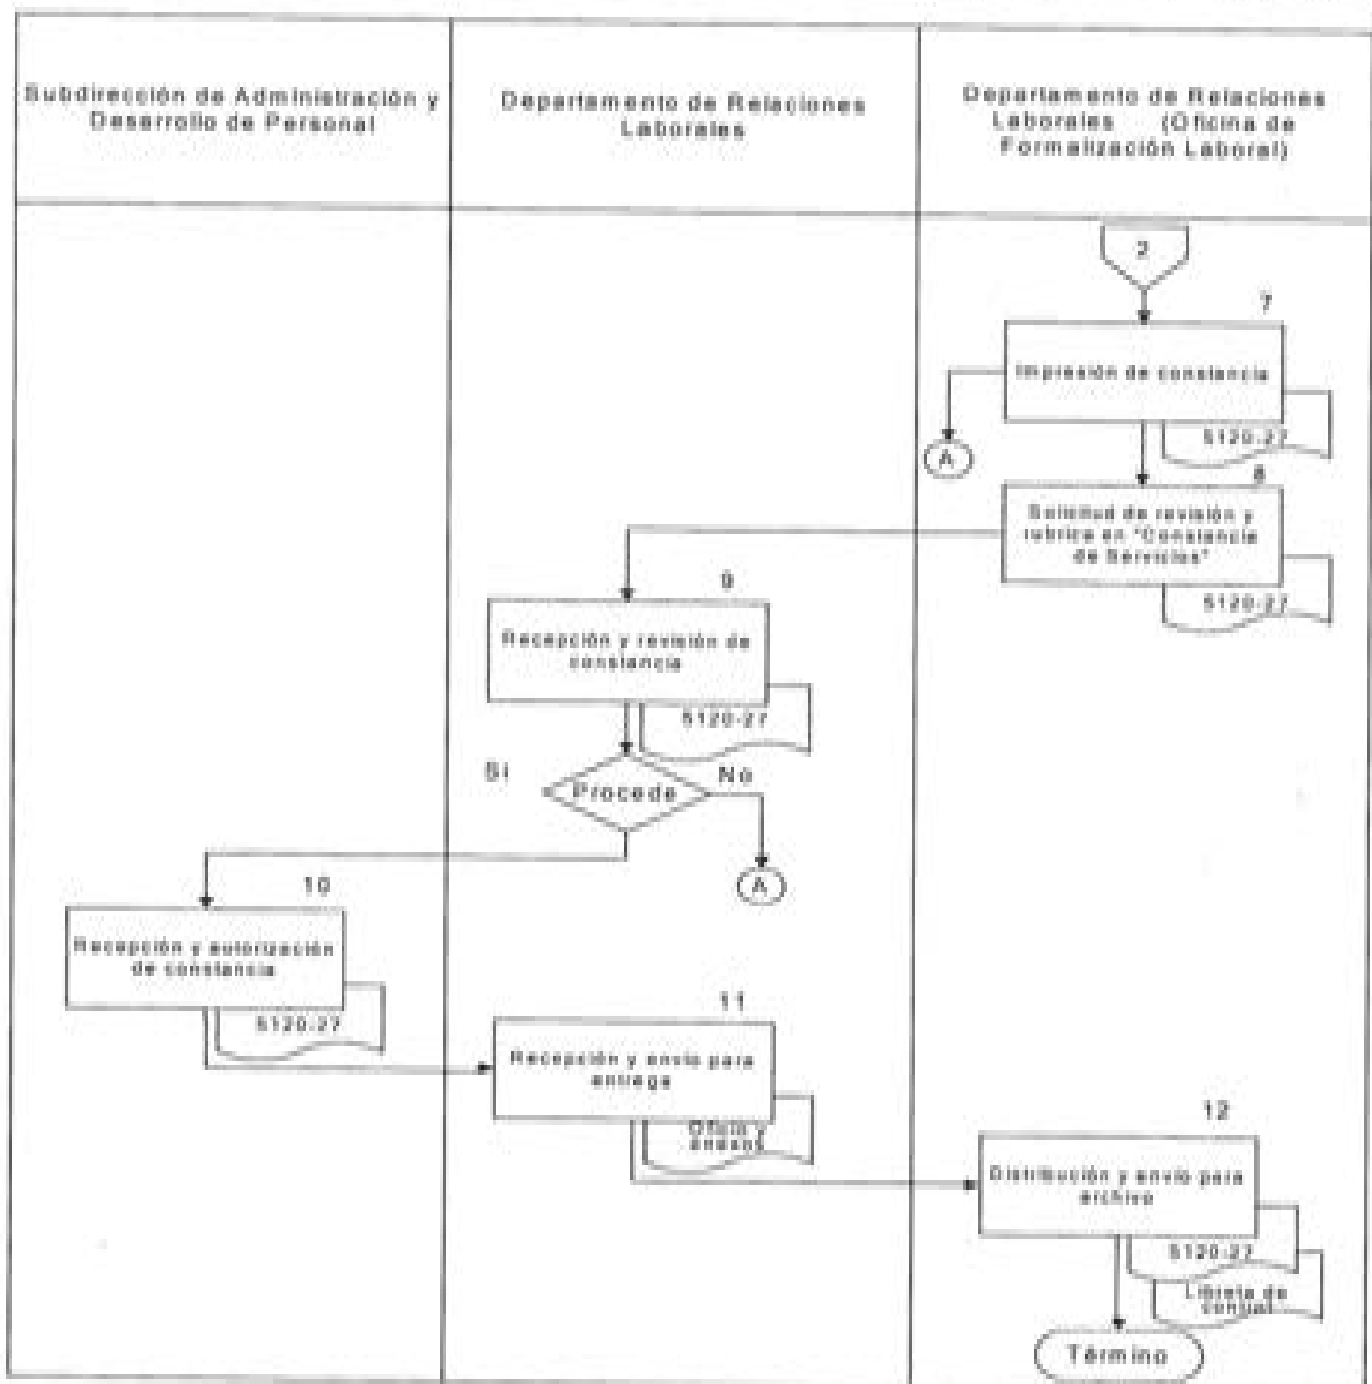 Subdirección de Administración y
Desarrollo de Personal
Departamento de Relaciones
Laborales
Departamento de Relaciones
Laborales (Oficina de
Formalización Laboral)
2
7
Impresión de constancia
5120-27
A
8
Solicitud de revisión y
rubrica en "Constancia
de Servicios"
5120-27
9
Recepción y revisión de
constancia
5120-27
Si
Procede
No
A
10
Recepción y autorización
de constancia
5120-27
11
Recepción y envío para
entrega
Oficio y
anexos
12
Distribución y envío para
archivo
5120-27
Libreta de
control
Término